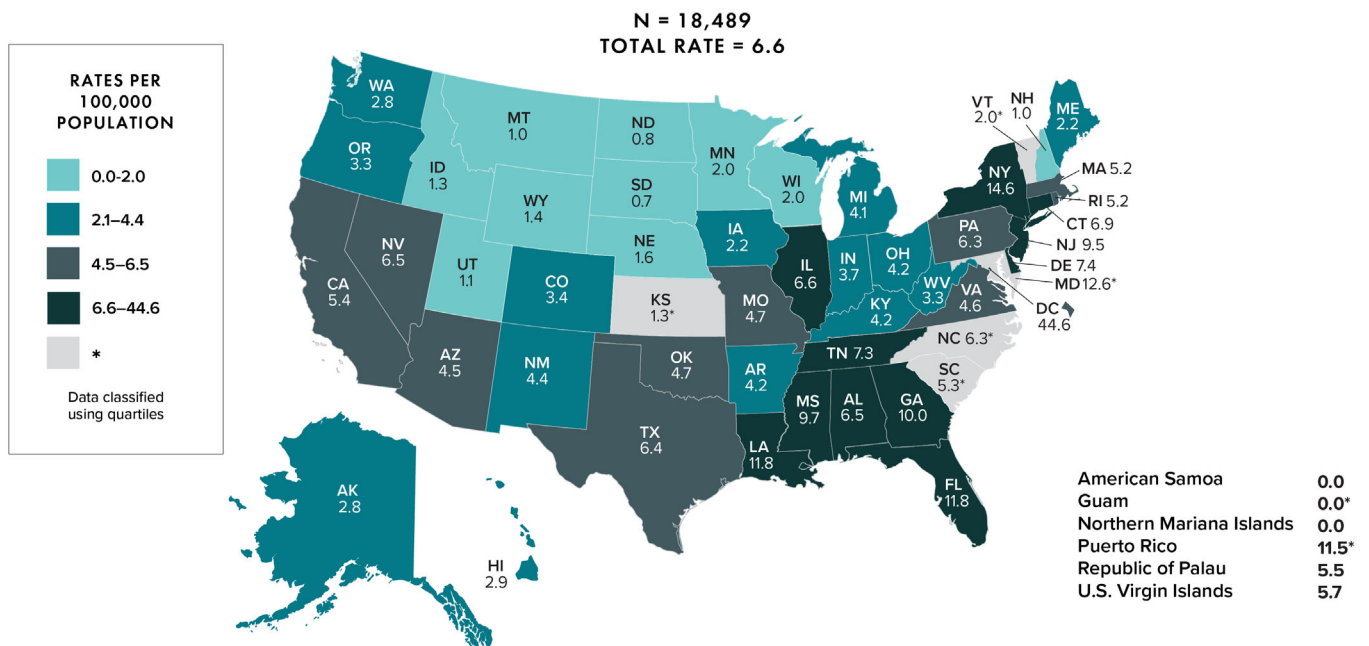 N = 18,489
TOTAL RATE = 6.6
RATES PER
100,000
POPULATION
0.0-2.0
2.1–4.4
4.5–6.5
6.6–44.6
*
Data classified
using quartiles
WA
2.8
OR
3.3
CA
5.4
NV
6.5
ID
1.3
MT
1.0
WY
1.4
UT
1.1
AZ
4.5
CO
3.4
NM
4.4
ND
0.8
SD
0.7
NE
1.6
KS
1.3*
OK
4.7
TX
6.4
MN
2.0
IA
2.2
MO
4.7
AR
4.2
LA
11.8
WI
2.0
IL
6.6
MI
4.1
IN
3.7
OH
4.2
KY
4.2
TN 7.3
MS
9.7
AL
6.5
GA
10.0
FL
11.8
SC
5.3*
NC 6.3*
VA
4.6
WV
3.3
PA
6.3
NY
14.6
VT
2.0*
NH
1.0
ME
2.2
MA 5.2
RI 5.2
CT 6.9
NJ 9.5
DE 7.4
MD 12.6*
DC
44.6
AK
2.8
HI
2.9
American Samoa 0.0
Guam 0.0*
Northern Mariana Islands 0.0
Puerto Rico 11.5*
Republic of Palau 5.5
U.S. Virgin Islands 5.7